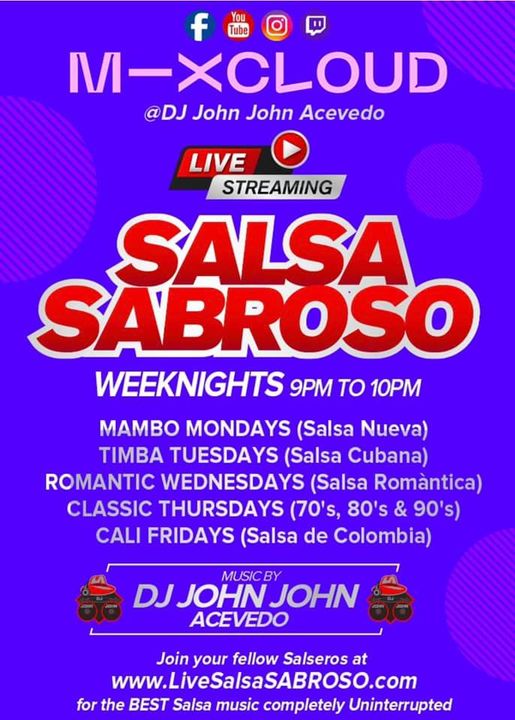 f You Tube
M—XCLOUD
@DJ John John Acevedo
LIVE
STREAMING
SALSA
SABROSO
WEEKNIGHTS 9PM TO 10PM
MAMBO MONDAYS (Salsa Nueva)
TIMBA TUESDAYS (Salsa Cubana)
ROMANTIC WEDNESDAYS (Salsa Romàntica)
CLASSIC THURSDAYS (70's, 80's & 90's)
CALI FRIDAYS (Salsa de Colombia)
MUSIC BY
DJ JOHN JOHN
ACEVEDO
Join your fellow Salseros at
www.LiveSalsaSABROSO.com
for the BEST Salsa music completely Uninterrupted